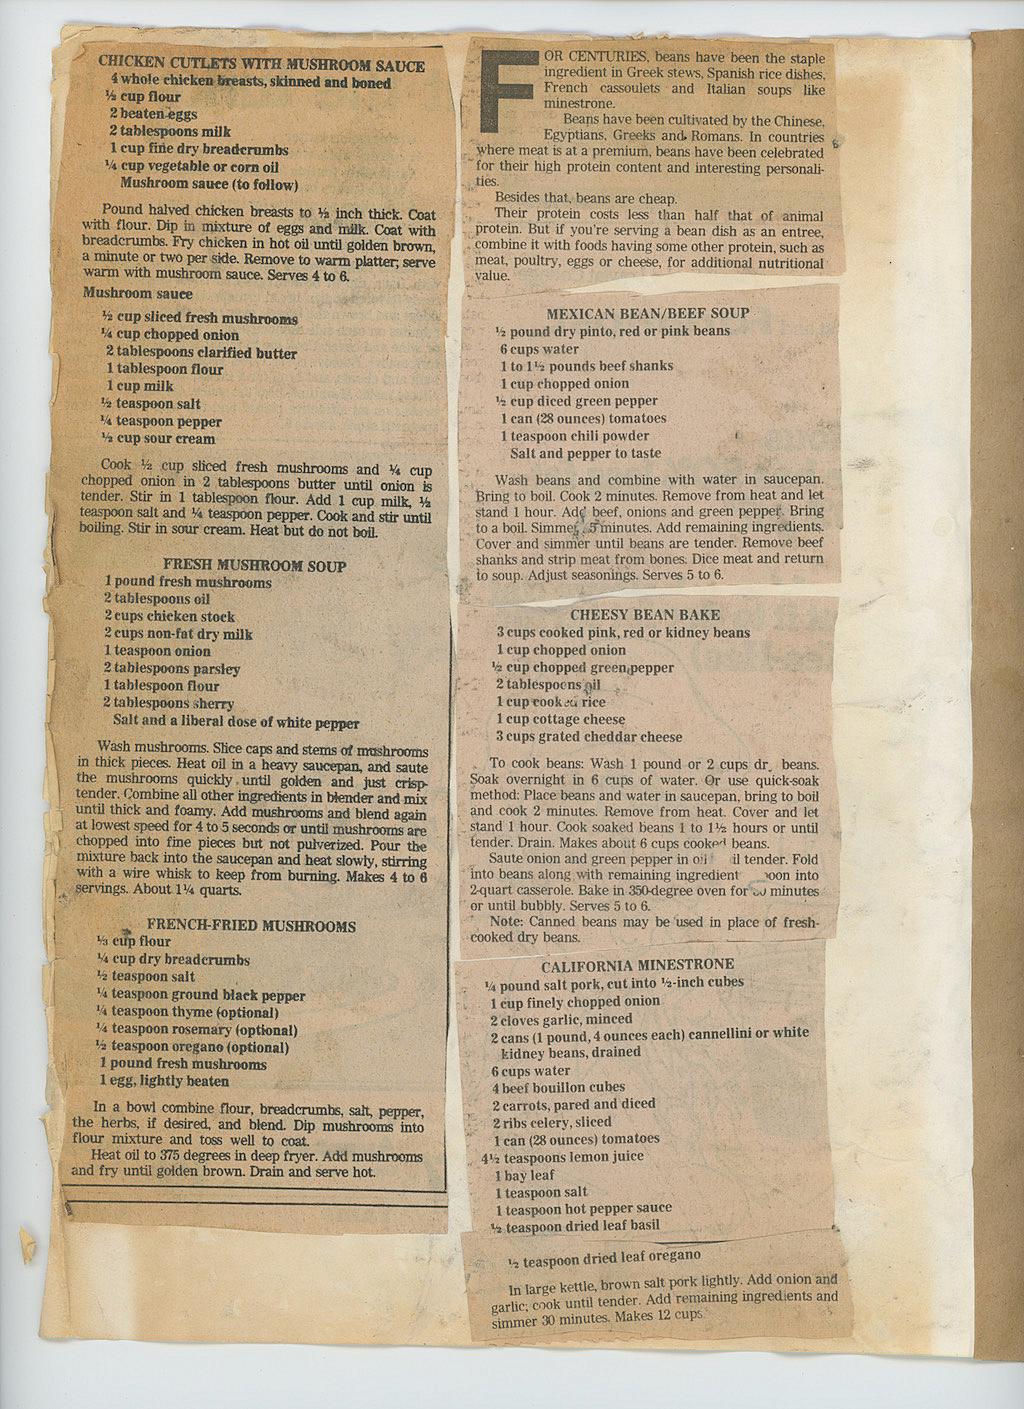 CHICKEN CUTLETS WITH MUSHROOM SAUCE
4 whole chicken breasts, skinned and boned
½ cup flour
2 beaten eggs
2 tablespoons milk
1 cup fine dry breadcrumbs
¼ cup vegetable or corn oil
Mushroom sauce (to follow)
Pound halved chicken breasts to ½ inch thick. Coat
with flour. Dip in mixture of eggs and milk. Coat with
breadcrumbs. Fry chicken in hot oil until golden brown,
a minute or two per side. Remove to warm platter; serve
warm with mushroom sauce. Serves 4 to 6.
Mushroom sauce
½ cup sliced fresh mushrooms
¼ cup chopped onion
2 tablespoons clarified butter
1 tablespoon flour
1 cup milk
½ teaspoon salt
¼ teaspoon pepper
½ cup sour cream
Cook ½ cup sliced fresh mushrooms and ¼ cup
chopped onion in 2 tablespoons butter until onion is
tender. Stir in 1 tablespoon flour. Add 1 cup milk, ½
teaspoon salt and ¼ teaspoon pepper. Cook and stir until
boiling. Stir in sour cream. Heat but do not boil.
FRESH MUSHROOM SOUP
1 pound fresh mushrooms
2 tablespoons oil
2 cups chicken stock
2 cups non-fat dry milk
1 teaspoon onion
2 tablespoons parsley
1 tablespoon flour
2 tablespoons sherry
Salt and a liberal dose of white pepper
Wash mushrooms. Slice caps and stems of mushrooms
in thick pieces. Heat oil in a heavy saucepan, and saute
the mushrooms quickly until golden and just crisp-
tender. Combine all other ingredients in blender and mix
until thick and foamy. Add mushrooms and blend again
at lowest speed for 4 to 5 seconds or until mushrooms are
chopped into fine pieces but not pulverized. Pour the
mixture back into the saucepan and heat slowly, stirring
with a wire whisk to keep from burning. Makes 4 to 6
servings. About 1¼ quarts.
FRENCH-FRIED MUSHROOMS
⅓ cup flour
¼ cup dry breadcrumbs
½ teaspoon salt
¼ teaspoon ground black pepper
¼ teaspoon thyme (optional)
¼ teaspoon rosemary (optional)
½ teaspoon oregano (optional)
1 pound fresh mushrooms
1 egg, lightly beaten
In a bowl combine flour, breadcrumbs, salt, pepper,
the herbs, if desired, and blend. Dip mushrooms into
flour mixture and toss well to coat.
Heat oil to 375 degrees in deep fryer. Add mushrooms
and fry until golden brown. Drain and serve hot.
FOR CENTURIES, beans have been the staple
ingredient in Greek stews, Spanish rice dishes,
French cassoulets and Italian soups like
minestrone.
Beans have been cultivated by the Chinese,
Egyptians, Greeks and Romans. In countries
where meat is at a premium, beans have been celebrated
for their high protein content and interesting personali-
ties.
Besides that, beans are cheap.
Their protein costs less than half that of animal
protein. But if you're serving a bean dish as an entree,
combine it with foods having some other protein, such as
meat, poultry, eggs or cheese, for additional nutritional
value.
MEXICAN BEAN/BEEF SOUP
½ pound dry pinto, red or pink beans
6 cups water
1 to 1½ pounds beef shanks
1 cup chopped onion
½ cup diced green pepper
1 can (28 ounces) tomatoes
1 teaspoon chili powder
Salt and pepper to taste
Wash beans and combine with water in saucepan.
Bring to boil. Cook 2 minutes. Remove from heat and let
stand 1 hour. Add beef, onions and green pepper. Bring
to a boil. Simmer minutes. Add remaining ingredients.
Cover and simmer until beans are tender. Remove beef
shanks and strip meat from bones. Dice meat and return
to soup. Adjust seasonings. Serves 5 to 6.
CHEESY BEAN BAKE
3 cups cooked pink, red or kidney beans
1 cup chopped onion
½ cup chopped green pepper
2 tablespoons oil
1 cup cooked rice
1 cup cottage cheese
3 cups grated cheddar cheese
To cook beans: Wash 1 pound or 2 cups dr beans.
Soak overnight in 6 cups of water. Or use quick-soak
method: Place beans and water in saucepan, bring to boil
and cook 2 minutes. Remove from heat. Cover and let
stand 1 hour. Cook soaked beans 1 to 1½ hours or until
tender. Drain. Makes about 6 cups cooked beans.
Saute onion and green pepper in oil il tender. Fold
into beans along with remaining ingredient oon into
2-quart casserole. Bake in 350-degree oven for minutes
or until bubbly. Serves 5 to 6.
Note: Canned beans may be used in place of fresh-
cooked dry beans.
CALIFORNIA MINESTRONE
¼ pound salt pork, cut into ½-inch cubes
1 cup finely chopped onion
2 cloves garlic, minced
2 cans (1 pound, 4 ounces each) cannellini or white
kidney beans, drained
6 cups water
4 beef bouillon cubes
2 carrots, pared and diced
2 ribs celery, sliced
1 can (28 ounces) tomatoes
4½ teaspoons lemon juice
1 bay leaf
1 teaspoon salt
1 teaspoon hot pepper sauce
½ teaspoon dried leaf basil
½ teaspoon dried leaf oregano
In large kettle, brown salt pork lightly. Add onion and
garlic; cook until tender. Add remaining ingredients and
simmer 30 minutes. Makes 12 cups.